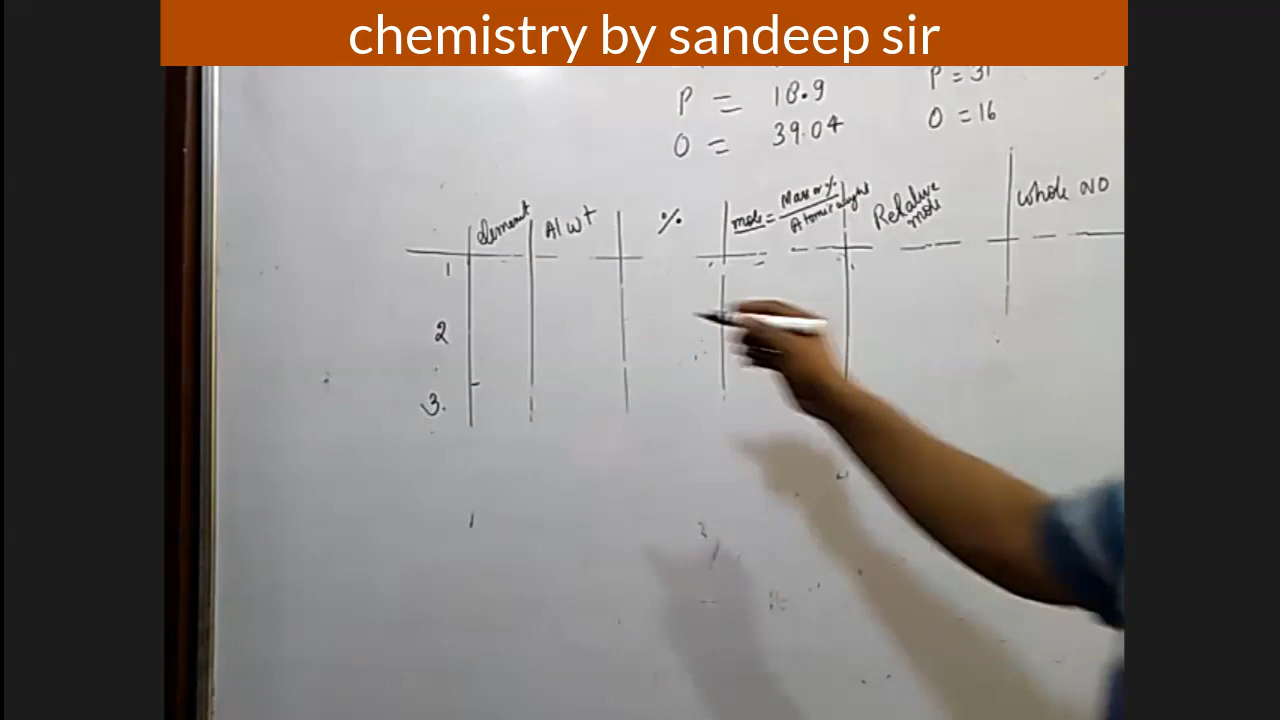 chemistry by sandeep sir
P = 18.9
P = 31
O = 39.04
O = 16
element
At wt
%
mole = Mass or % / Atomic weight
Relative mole
whole NO
1
2
3.